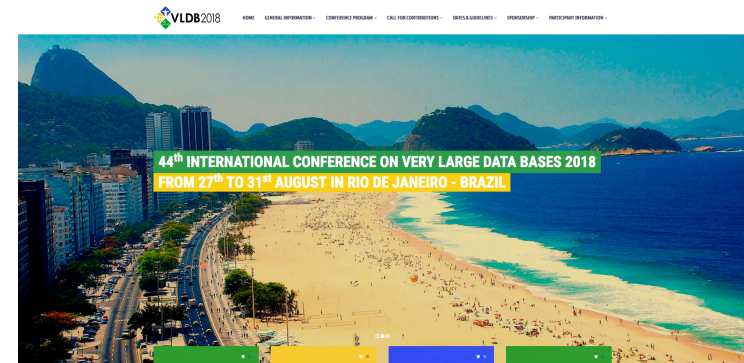 VLDB2018
HOME GENERAL INFORMATION CONFERENCE PROGRAM CALL FOR CONTRIBUTIONS DATES & GUIDELINES SPONSORSHIP PARTICIPANT INFORMATION
44th INTERNATIONAL CONFERENCE ON VERY LARGE DATA BASES 2018
FROM 27th TO 31st AUGUST IN RIO DE JANEIRO - BRAZIL